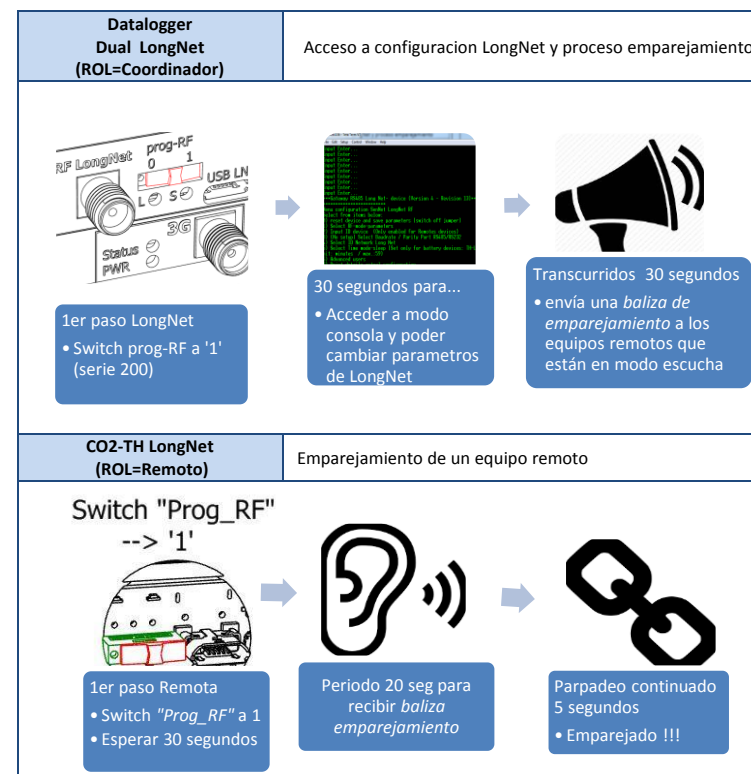 Datalogger
Dual LongNet
(ROL=Coordinador)
Acceso a configuracion LongNet y proceso emparejamiento
RF LongNet
prog-RF
0 1
L S
USB LN
3G
Status
PWR
1er paso LongNet
• Switch prog-RF a '1'
(serie 200)
30 segundos para...
• Acceder a modo
consola y poder
cambiar parametros
de LongNet
Transcurridos 30 segundos
• envía una baliza de
emparejamiento a los
equipos remotos que
están en modo escucha
CO2-TH LongNet
(ROL=Remoto)
Emparejamiento de un equipo remoto
Switch "Prog_RF"
--> '1'
1er paso Remota
• Switch "Prog_RF" a 1
• Esperar 30 segundos
Periodo 20 seg para
recibir baliza
emparejamiento
Parpadeo continuado
5 segundos
• Emparejado !!!